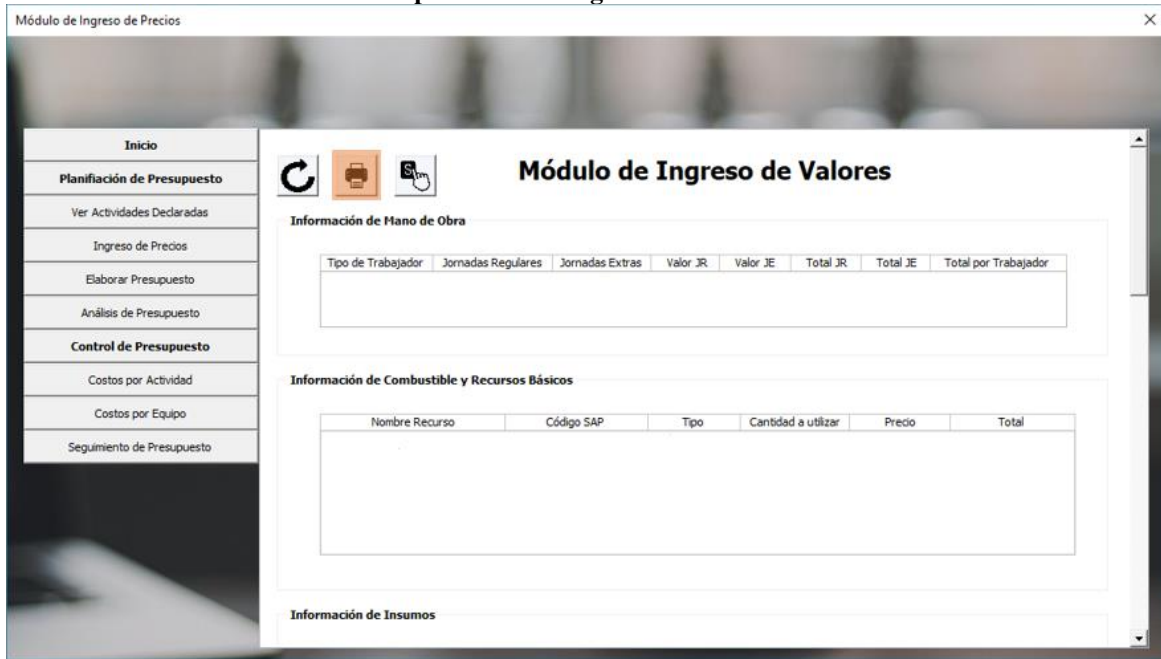 Módulo de Ingreso de Precios
Inicio
Planifiación de Presupuesto
Ver Actividades Declaradas
Ingreso de Precios
Elaborar Presupuesto
Análisis de Presupuesto
Control de Presupuesto
Costos por Actividad
Costos por Equipo
Seguimiento de Presupuesto
S
Módulo de Ingreso de Valores
Información de Mano de Obra
Tipo de Trabajador Jornadas Regulares Jornadas Extras Valor JR Valor JE Total JR Total JE Total por Trabajador
Información de Combustible y Recursos Básicos
Nombre Recurso Código SAP Tipo Cantidad a utilizar Precio Total
Información de Insumos